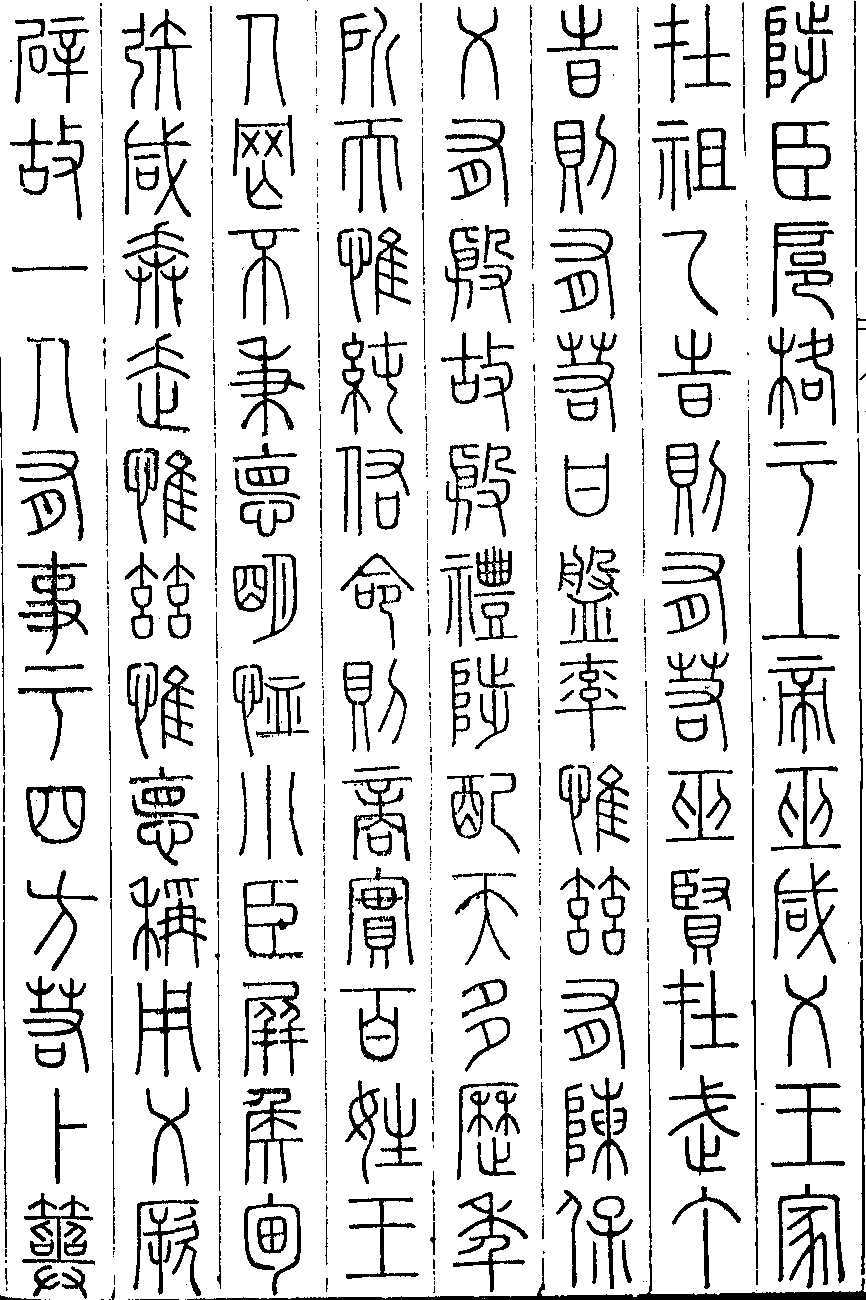 陟臣扈格于上帝巫咸乂王家
在祖乙時則有若巫賢在武丁
時則有若甘盤率惟茲有陳保
乂有殷故殷禮陟配天多歷年
所天惟純佑命則商實百姓王
人罔不秉德明恤小臣屏侯甸
矧咸奔走惟茲惟德稱用乂厥
辟故一人有事于四方若卜筮